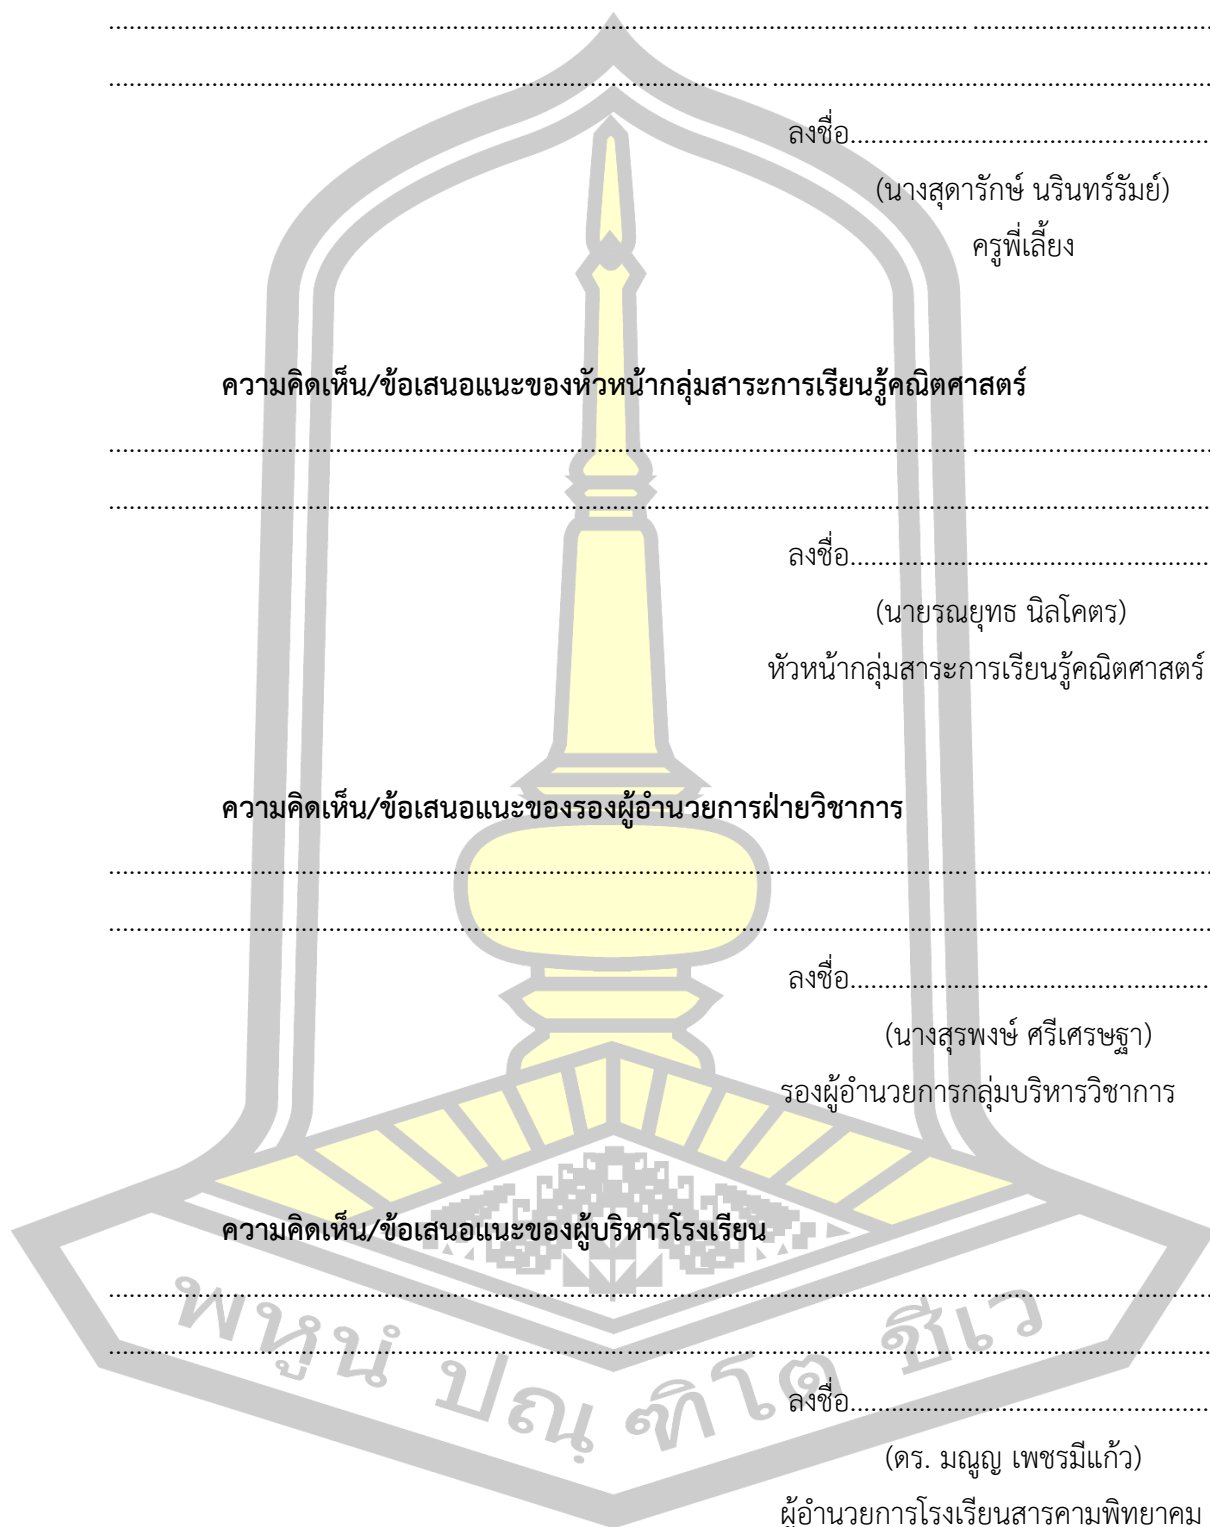 ................................................................................................................................ ....................................
.................................................................................................. .................................................................
ลงชื่อ.....................................................
(นางสุดารักษ์ นรินทร์รัมย์)
ครูพี่เลี้ยง
ความคิดเห็น/ข้อเสนอแนะของหัวหน้ากลุ่มสาระการเรียนรู้คณิตศาสตร์
................................................................................................................................ ....................................
.............................................. .....................................................................................................................
ลงชื่อ.....................................................
(นายรณยุทธ นิลโคตร)
หัวหน้ากลุ่มสาระการเรียนรู้คณิตศาสตร์
ความคิดเห็น/ข้อเสนอแนะของรองผู้อำนวยการฝ่ายวิชาการ
................................................................................................................................ ....................................
.................................................................................................. .................................................................
ลงชื่อ.....................................................
(นางสุรพงษ์ ศรีเศรษฐา)
รองผู้อำนวยการกลุ่มบริหารวิชาการ
ความคิดเห็น/ข้อเสนอแนะของผู้บริหารโรงเรียน
................................................................................................................................ ....................................
....................................................................................................................................................................
พหูนํ ปณฺฑิโต ชีเว
ลงชื่อ.....................................................
(ดร. มณูญ เพชรมีแก้ว)
ผู้อำนวยการโรงเรียนสารคามพิทยาคม